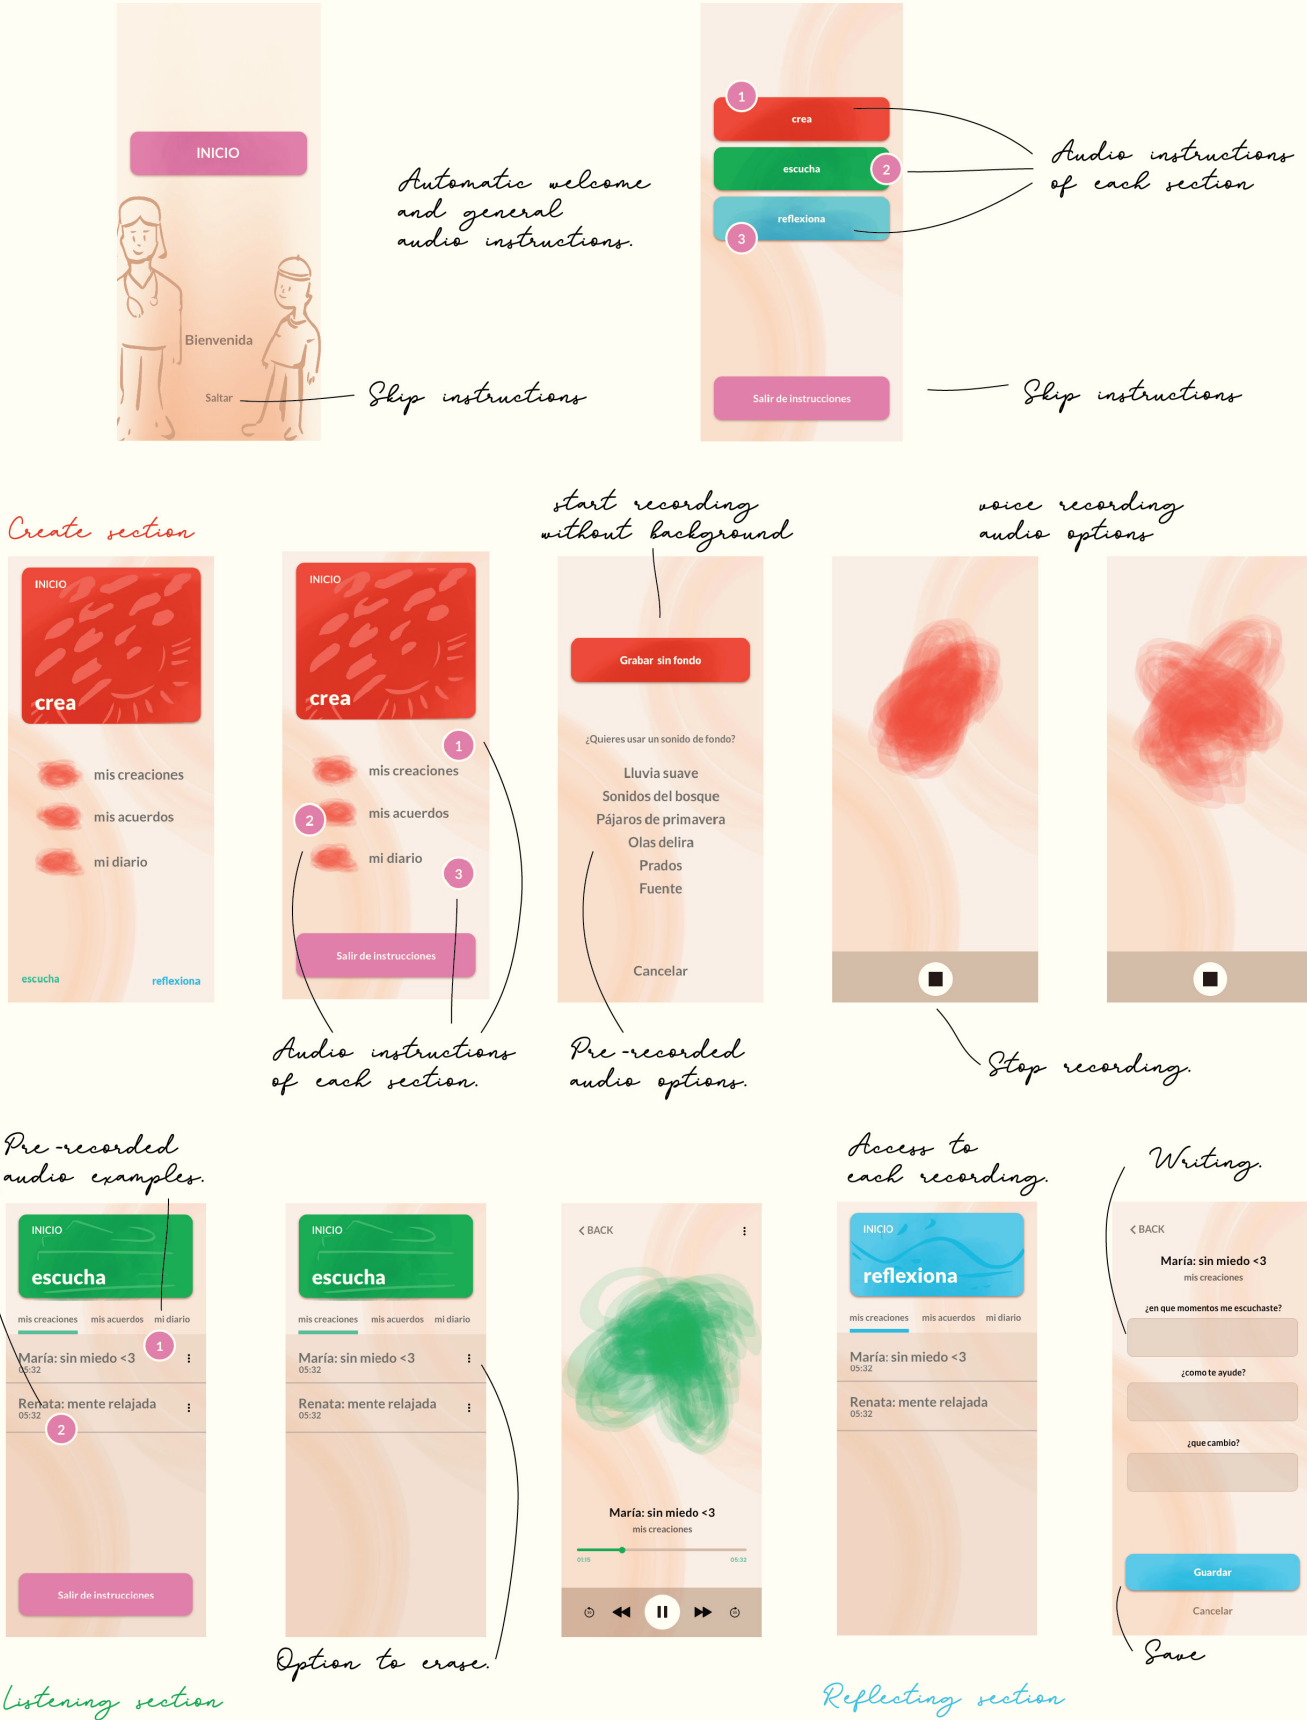 INICIO
Bienvenida
Saltar
Automatic welcome
and general
audio instructions.
Skip instructions
1
crea
escucha
2
reflexiona
3
Salir de instrucciones
Audio instructions
of each section
Skip instructions
Create section
INICIO
crea
mis creaciones
mis acuerdos
mi diario
escucha
reflexiona
INICIO
crea
1
mis creaciones
2
mis acuerdos
mi diario
3
Salir de instrucciones
Audio instructions
of each section.
start recording
without background
Grabar sin fondo
¿Quieres usar un sonido de fondo?
Lluvia suave
Sonidos del bosque
Pájaros de primavera
Olas delira
Prados
Fuente
Cancelar
Pre-recorded
audio options.
voice recording
audio options
Stop recording.
Pre-recorded
audio examples.
INICIO
escucha
mis creaciones mis acuerdos mi diario
1
María: sin miedo <3
05:32
Renata: mente relajada
05:32
2
Salir de instrucciones
Listening section
INICIO
escucha
mis creaciones mis acuerdos mi diario
María: sin miedo <3
05:32
Renata: mente relajada
05:32
Option to erase.
< BACK
María: sin miedo <3
mis creaciones
01:15 05:32
Access to
each recording.
INICIO
reflexiona
mis creaciones mis acuerdos mi diario
María: sin miedo <3
05:32
Renata: mente relajada
05:32
Reflecting section
Writing.
< BACK
María: sin miedo <3
mis creaciones
¿en que momentos me escuchaste?
¿como te ayude?
¿que cambio?
Guardar
Cancelar
Save